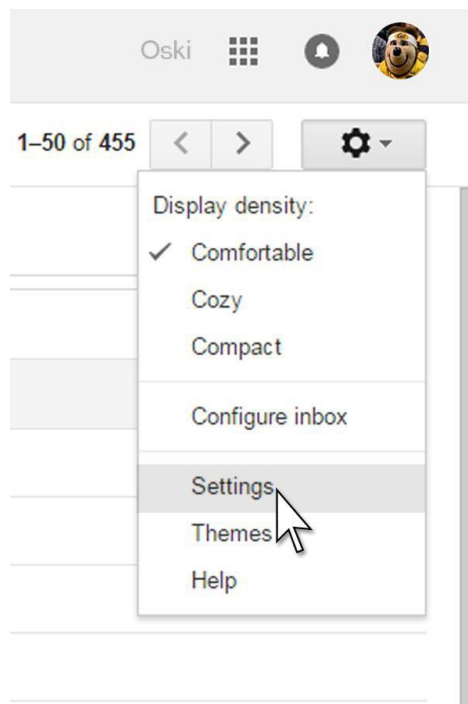 Oski
1–50 of 455
Display density:
Comfortable
Cozy
Compact
Configure inbox
Settings
Themes
Help